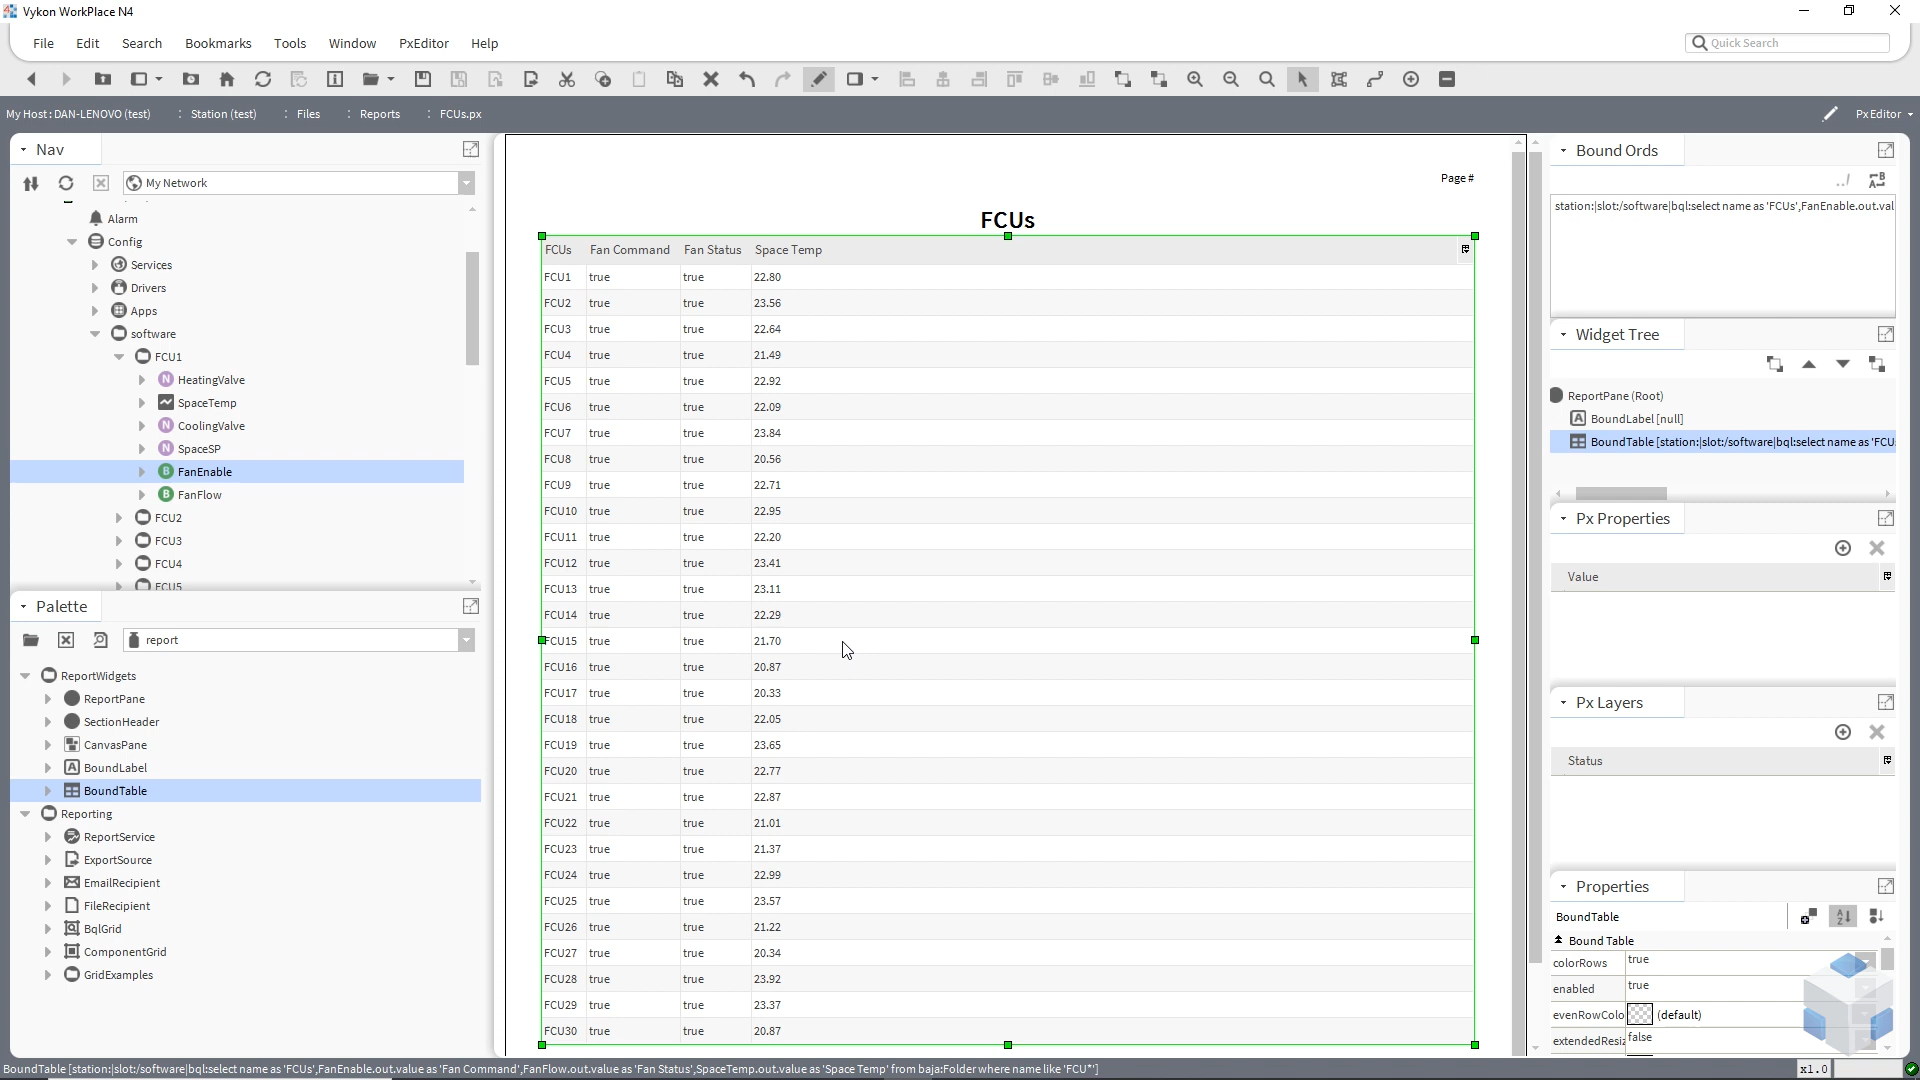 Vykon WorkPlace N4
File Edit Search Bookmarks Tools Window PxEditor Help
Quick Search
My Host : DAN-LENOVO (test) : Station (test) : Files : Reports : FCUs.px
PxEditor
Nav
My Network
Alarm
Config
Services
Drivers
Apps
software
FCU1
HeatingValve
SpaceTemp
CoolingValve
SpaceSP
FanEnable
FanFlow
FCU2
FCU3
FCU4
FCU5
Palette
report
ReportWidgets
ReportPane
SectionHeader
CanvasPane
BoundLabel
BoundTable
Reporting
ReportService
ExportSource
EmailRecipient
FileRecipient
BqlGrid
ComponentGrid
GridExamples
Page #
FCUs
FCUs Fan Command Fan Status Space Temp
FCU1 true true 22.80
FCU2 true true 23.56
FCU3 true true 22.64
FCU4 true true 21.49
FCU5 true true 22.92
FCU6 true true 22.09
FCU7 true true 23.84
FCU8 true true 20.56
FCU9 true true 22.71
FCU10 true true 22.95
FCU11 true true 22.20
FCU12 true true 23.41
FCU13 true true 23.11
FCU14 true true 22.29
FCU15 true true 21.70
FCU16 true true 20.87
FCU17 true true 20.33
FCU18 true true 22.05
FCU19 true true 23.65
FCU20 true true 22.77
FCU21 true true 22.87
FCU22 true true 21.01
FCU23 true true 21.37
FCU24 true true 22.99
FCU25 true true 23.57
FCU26 true true 21.22
FCU27 true true 20.34
FCU28 true true 23.92
FCU29 true true 23.37
FCU30 true true 20.87
Bound Ords
station:|slot:/software|bql:select name as 'FCUs',FanEnable.out.val
Widget Tree
ReportPane (Root)
BoundLabel [null]
BoundTable [station:|slot:/software|bql:select name as 'FCU
Px Properties
Value
Px Layers
Status
Properties
BoundTable
Bound Table
colorRows true
enabled true
evenRowColo (default)
extendedResiz false
BoundTable [station:|slot:/software|bql:select name as 'FCUs',FanEnable.out.value as 'Fan Command',FanFlow.out.value as 'Fan Status',SpaceTemp.out.value as 'Space Temp' from baja:Folder where name like 'FCU*']
x1.0